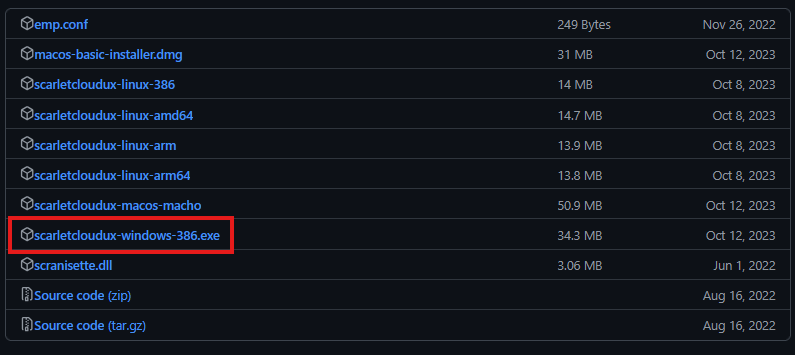 emp.conf 249 Bytes Nov 26, 2022
macos-basic-installer.dmg 31 MB Oct 12, 2023
scarletcloudux-linux-386 14 MB Oct 8, 2023
scarletcloudux-linux-amd64 14.7 MB Oct 8, 2023
scarletcloudux-linux-arm 13.9 MB Oct 8, 2023
scarletcloudux-linux-arm64 13.8 MB Oct 8, 2023
scarletcloudux-macos-macho 50.9 MB Oct 12, 2023
scarletcloudux-windows-386.exe 34.3 MB Oct 12, 2023
scranisette.dll 3.06 MB Jun 1, 2022
Source code (zip) Aug 16, 2022
Source code (tar.gz) Aug 16, 2022